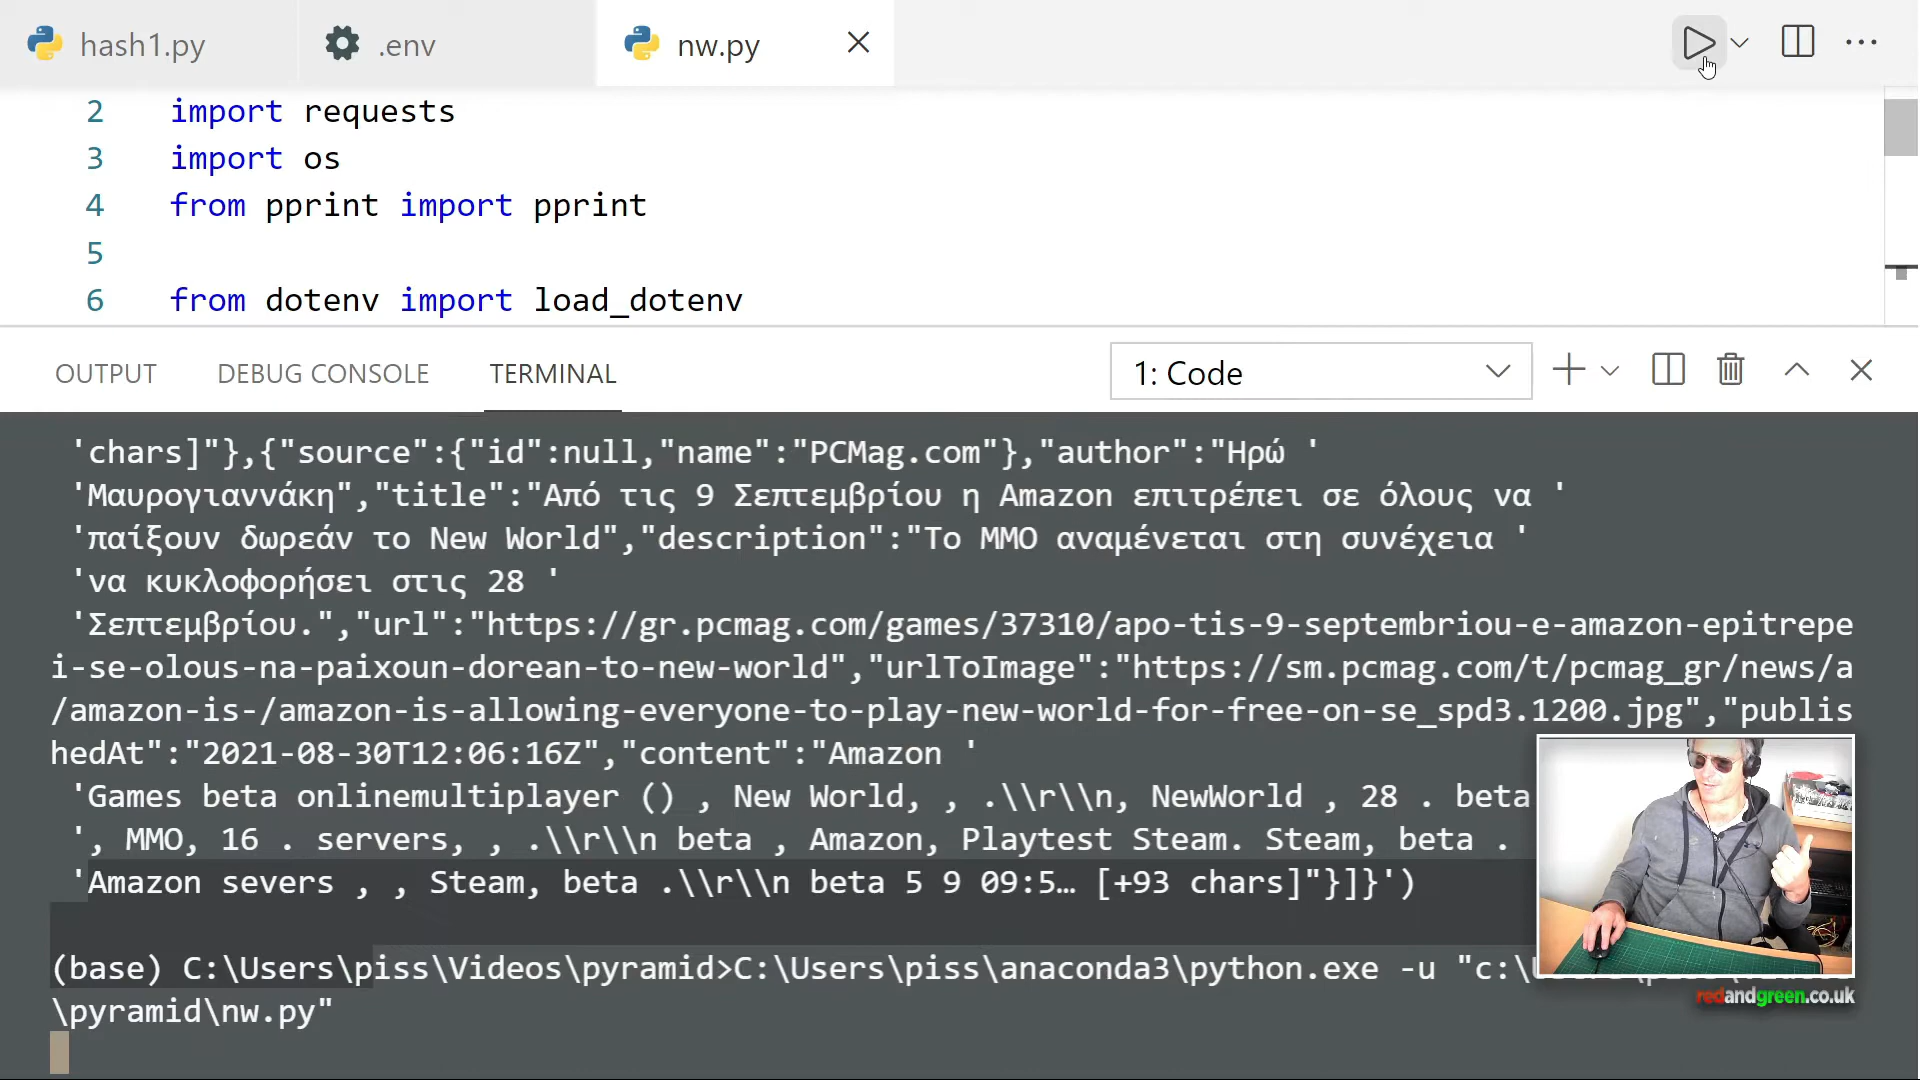 hash1.py
.env
nw.py
2 import requests
3 import os
4 from pprint import pprint
5
6 from dotenv import load_dotenv
OUTPUT DEBUG CONSOLE TERMINAL 1: Code
'chars]"},{"source":{"id":null,"name":"PCMag.com"},"author":"Ηρώ '
'Μαυρογιαννάκη","title":"Από τις 9 Σεπτεμβρίου η Amazon επιτρέπει σε όλους να '
'παίξουν δωρεάν το New World","description":"Το MMO αναμένεται στη συνέχεια '
'να κυκλοφορήσει στις 28 '
'Σεπτεμβρίου.","url":"https://gr.pcmag.com/games/37310/apo-tis-9-septembriou-e-amazon-epitrepe
i-se-olous-na-paixoun-dorean-to-new-world","urlToImage":"https://sm.pcmag.com/t/pcmag_gr/news/a
/amazon-is-/amazon-is-allowing-everyone-to-play-new-world-for-free-on-se_spd3.1200.jpg","publis
hedAt":"2021-08-30T12:06:16Z","content":"Amazon '
'Games beta onlinemultiplayer () , New World, , .\\r\\n, NewWorld , 28 . beta
', MMO, 16 . servers, , .\\r\\n beta , Amazon, Playtest Steam. Steam, beta .
'Amazon severs , , Steam, beta .\\r\\n beta 5 9 09:5… [+93 chars]"}]}')
(base) C:\Users\piss\Videos\pyramid>C:\Users\piss\anaconda3\python.exe -u "c:\
\pyramid\nw.py"
redandgreen.co.uk